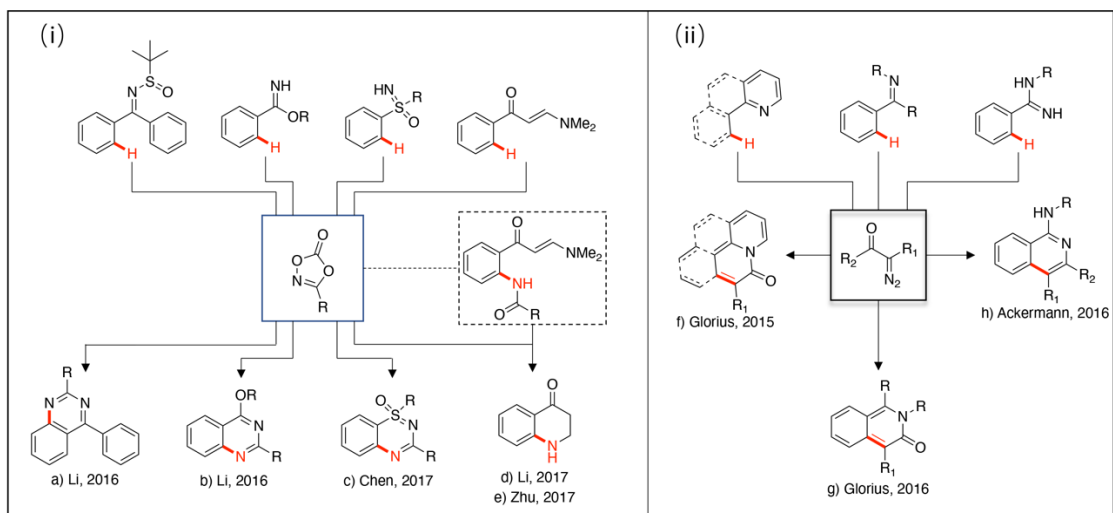 (i)
N
S
O
H
NH
OR
H
HN
S
R
O
H
O
NMe2
H
O
O
N
O
R
O
NMe2
NH
O
R
R
N
N
a) Li, 2016
OR
N
N
R
b) Li, 2016
O
R
S
N
N
R
c) Chen, 2017
O
N
H
d) Li, 2017
e) Zhu, 2017
(ii)
N
H
R
N
R
H
HN
R
NH
H
O
R2
R1
N2
N
O
R1
f) Glorius, 2015
HN
R
N
R2
R1
h) Ackermann, 2016
R
N
R
O
R1
g) Glorius, 2016